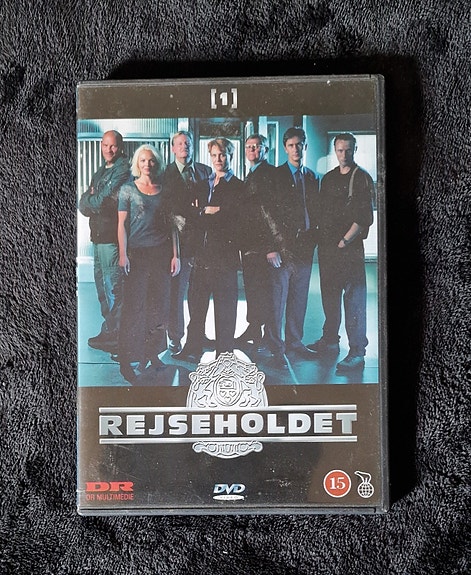 [1]
REJSEHOLDET
DR
DR MULTIMEDIE
DVD
15